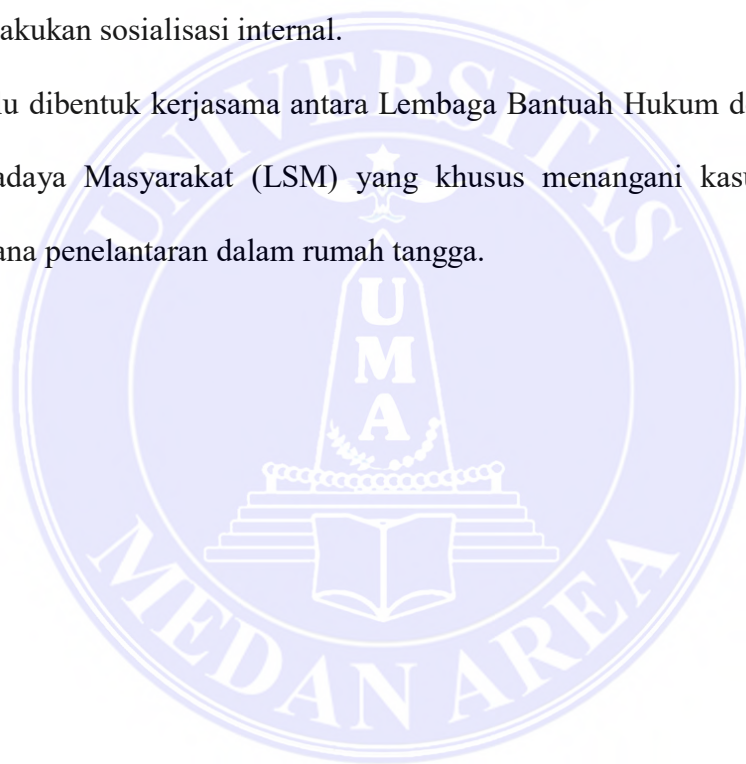 akukan sosialisasi internal.
u dibentuk kerjasama antara Lembaga Bantuah Hukum d
adaya Masyarakat (LSM) yang khusus menangani kas
ana penelantaran dalam rumah tangga.
UNIVERSITAS
UMA
MEDAN AREA